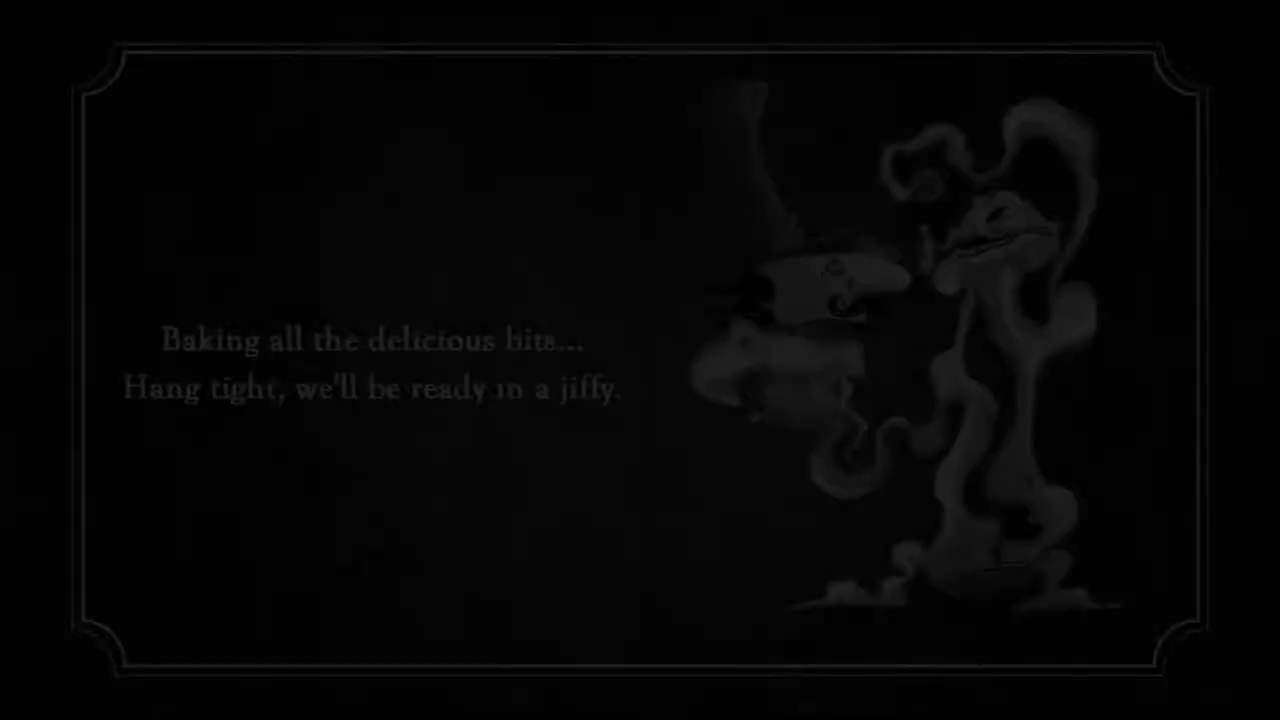 Baking all the delicious bits...
Hang tight, we'll be ready in a jiffy.